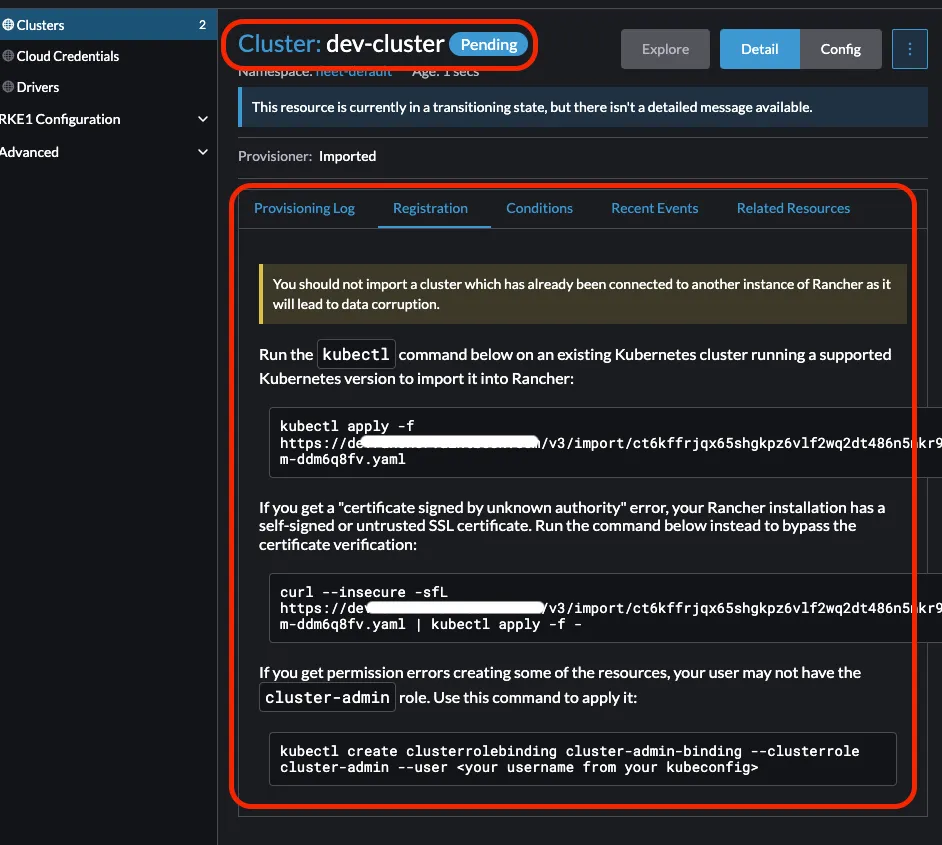 Clusters 2
Cloud Credentials
Drivers
RKE1 Configuration
Advanced
Cluster: dev-cluster Pending
Namespace: fleet-default Age: 1 secs
Explore
Detail
Config
This resource is currently in a transitioning state, but there isn't a detailed message available.
Provisioner: Imported
Provisioning Log Registration Conditions Recent Events Related Resources
You should not import a cluster which has already been connected to another instance of Rancher as it
will lead to data corruption.
Run the kubectl command below on an existing Kubernetes cluster running a supported
Kubernetes version to import it into Rancher:
kubectl apply -f
https://de /v3/import/ct6kffrjqx65shgkpz6vlf2wq2dt486n5nkr9
m-ddm6q8fv.yaml
If you get a "certificate signed by unknown authority" error, your Rancher installation has a
self-signed or untrusted SSL certificate. Run the command below instead to bypass the
certificate verification:
curl --insecure -sfL
https://dev /v3/import/ct6kffrjqx65shgkpz6vlf2wq2dt486n5nkr9
m-ddm6q8fv.yaml | kubectl apply -f -
If you get permission errors creating some of the resources, your user may not have the
cluster-admin role. Use this command to apply it:
kubectl create clusterrolebinding cluster-admin-binding --clusterrole
cluster-admin --user <your username from your kubeconfig>